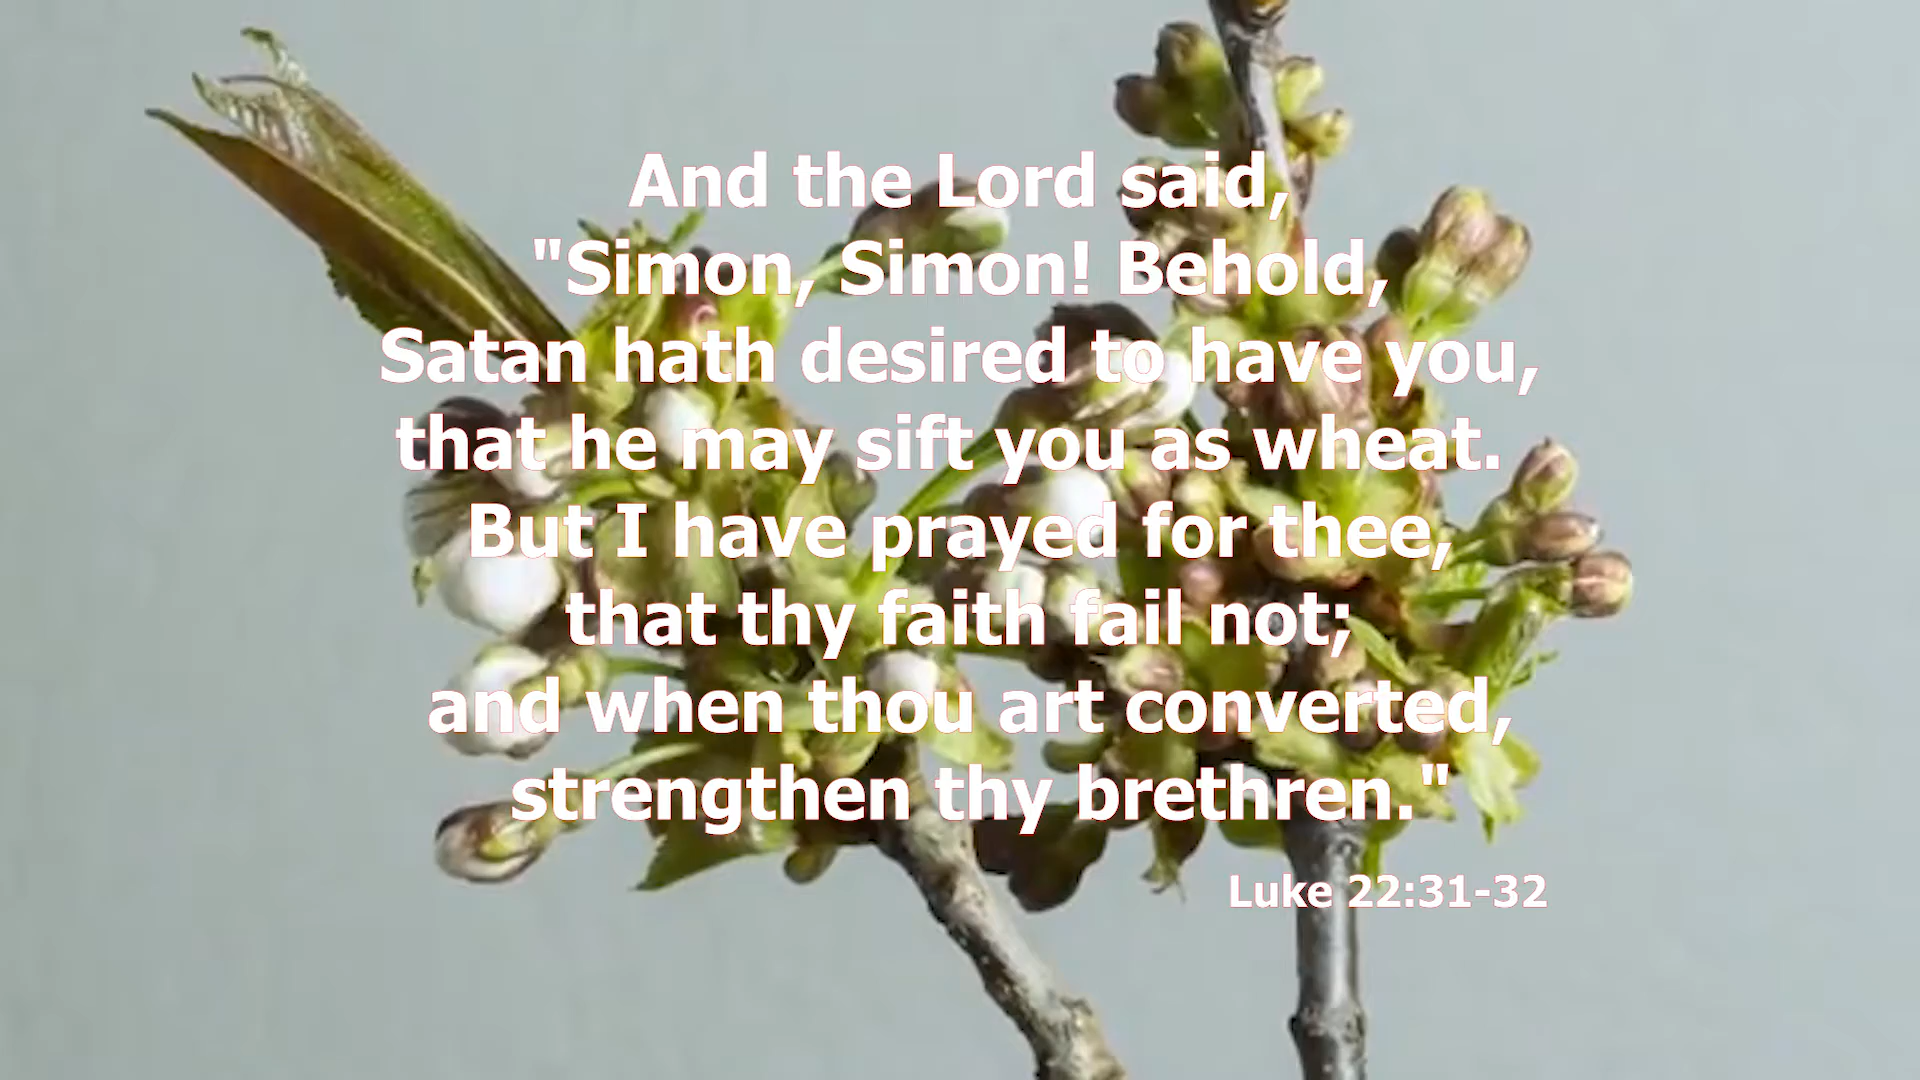 And the Lord said,
"Simon, Simon! Behold,
Satan hath desired to have you,
that he may sift you as wheat.
But I have prayed for thee,
that thy faith fail not;
and when thou art converted,
strengthen thy brethren."
Luke 22:31-32